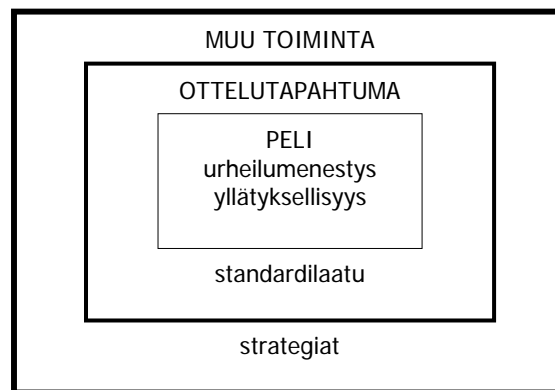 MUU TOIMINTA
OTTELUTAPAHTUMA
PELI
urheilumenestys
yllätyksellisyys
standardilaatu
strategiat